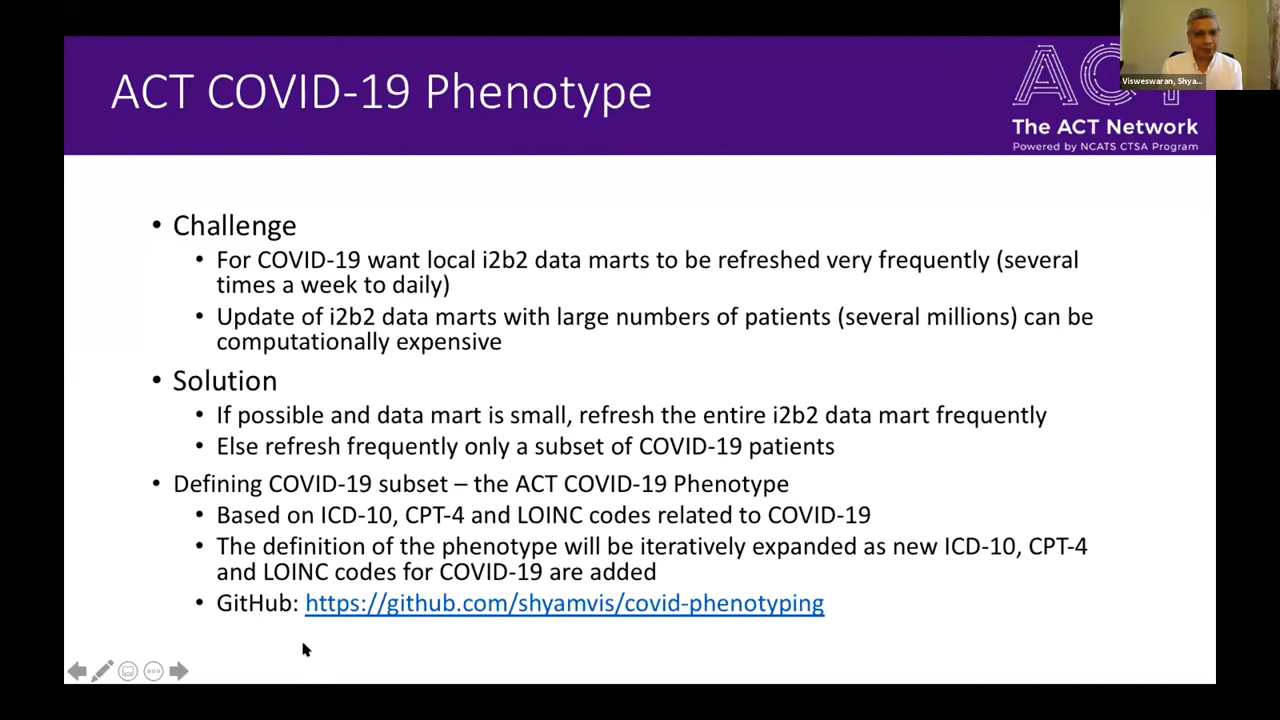 ACT COVID-19 Phenotype
ACT
The ACT Network
Powered by NCATS CTSA Program
Visweswaran, Shya...
• Challenge
• For COVID-19 want local i2b2 data marts to be refreshed very frequently (several
times a week to daily)
• Update of i2b2 data marts with large numbers of patients (several millions) can be
computationally expensive
• Solution
• If possible and data mart is small, refresh the entire i2b2 data mart frequently
• Else refresh frequently only a subset of COVID-19 patients
• Defining COVID-19 subset – the ACT COVID-19 Phenotype
• Based on ICD-10, CPT-4 and LOINC codes related to COVID-19
• The definition of the phenotype will be iteratively expanded as new ICD-10, CPT-4
and LOINC codes for COVID-19 are added
• GitHub: https://github.com/shyamvis/covid-phenotyping